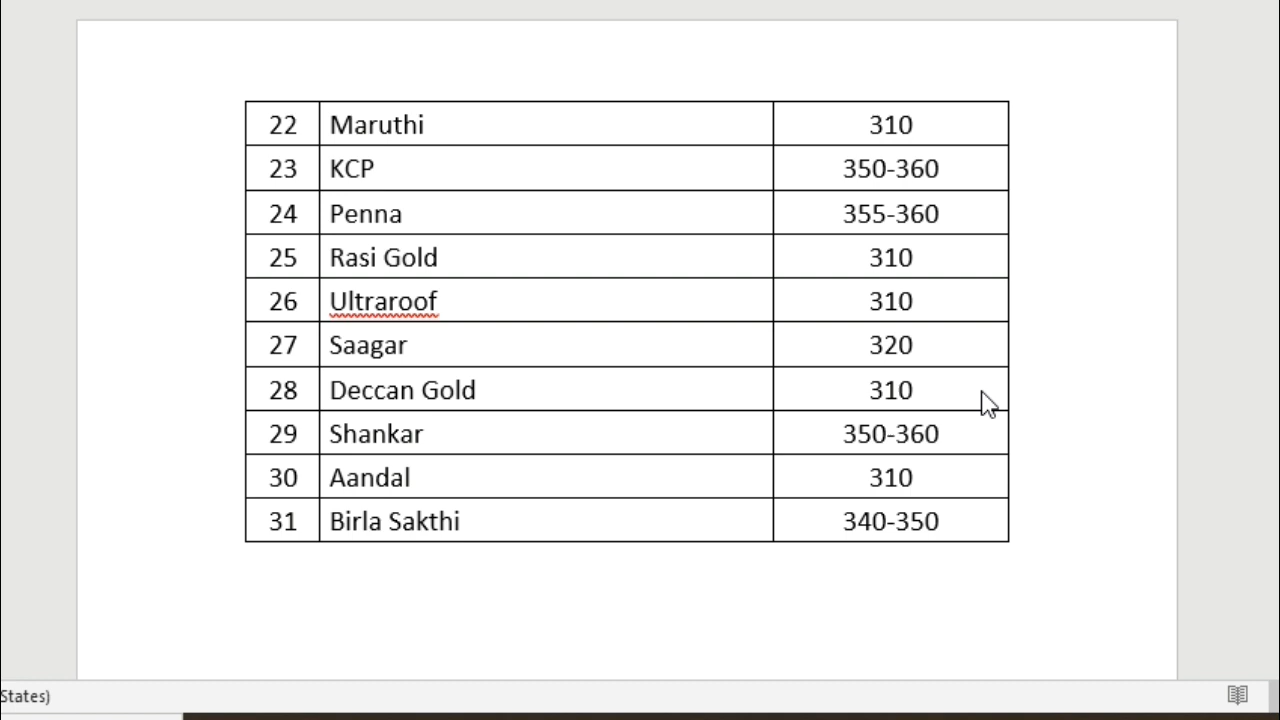 22 Maruthi 310
23 KCP 350-360
24 Penna 355-360
25 Rasi Gold 310
26 Ultraroof 310
27 Saagar 320
28 Deccan Gold 310
29 Shankar 350-360
30 Aandal 310
31 Birla Sakthi 340-350
States)